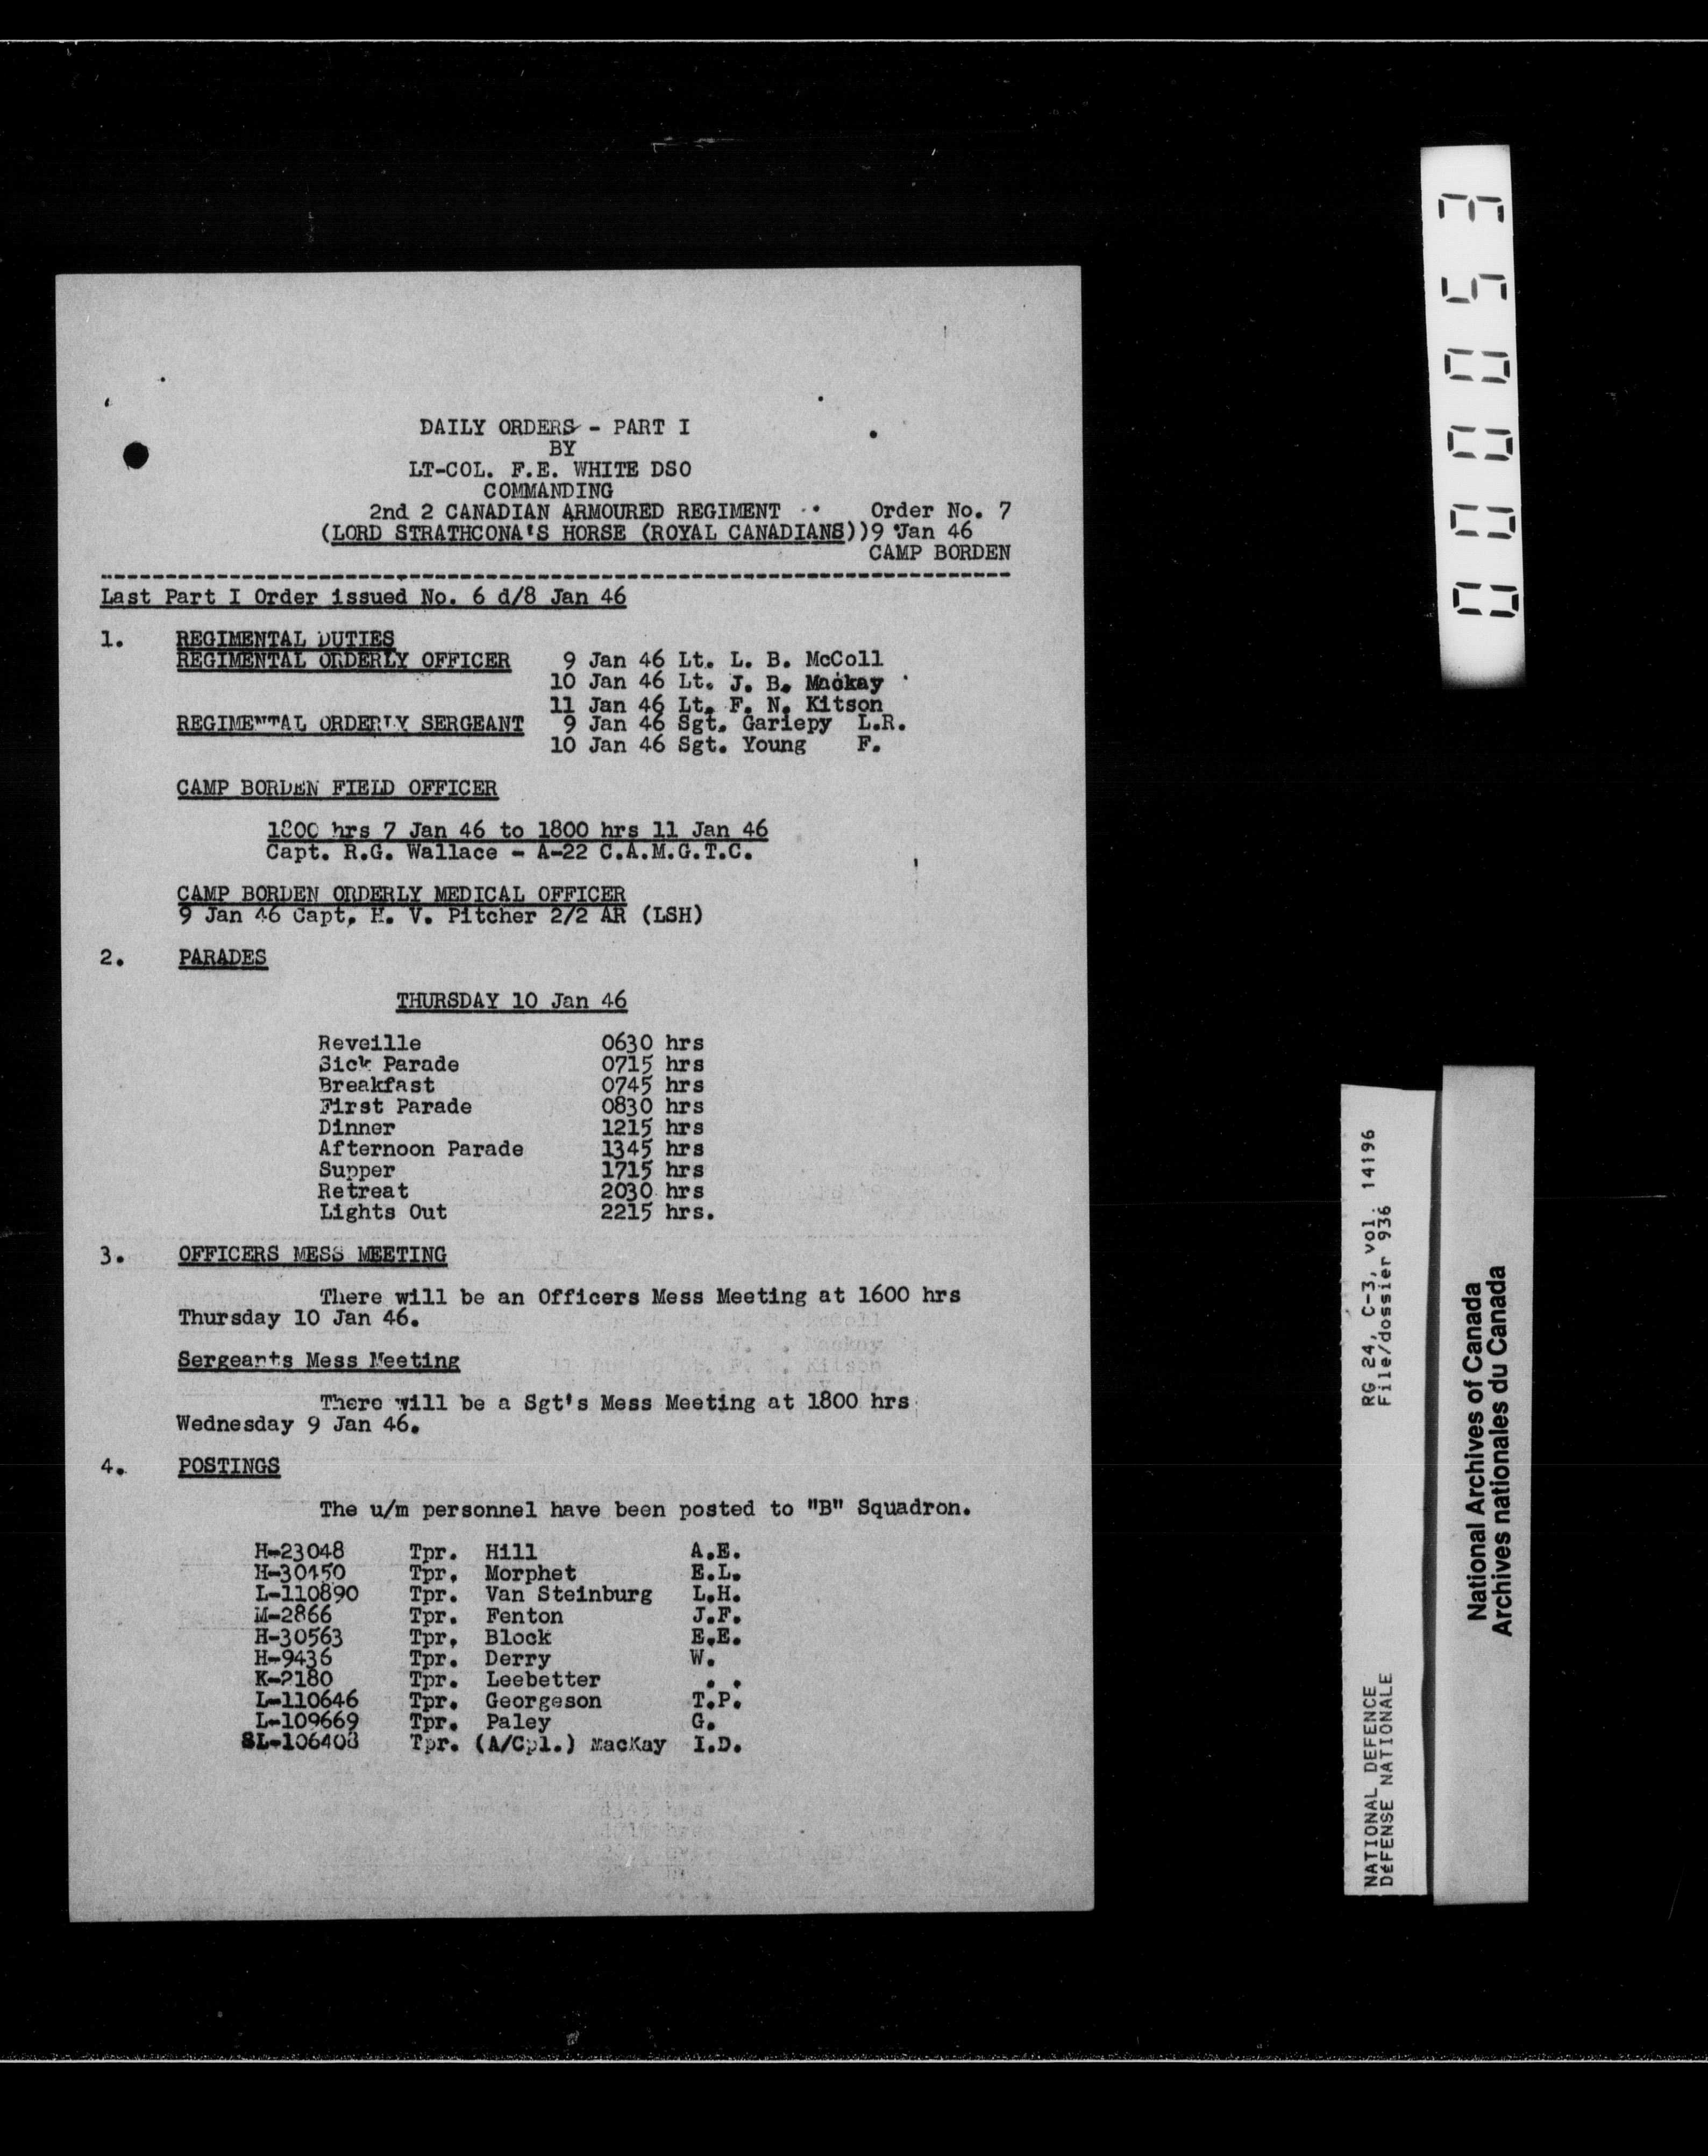 DAILY ORDERS - PART I
BY
LT-COL. F.E. WHITE DSO
COMMANDING
2nd 2 CANADIAN ARMOURED REGIMENT Order No. 7
(LORD STRATHCONA'S HORSE (ROYAL CANADIANS)) 9 Jan 46
CAMP BORDEN
Last Part I Order issued No. 6 d/8 Jan 46
1. REGIMENTAL DUTIES
REGIMENTAL ORDERLY OFFICER 9 Jan 46 Lt. L. B. McColl
10 Jan 46 Lt. J. B. Mackay
11 Jan 46 Lt. F. N. Kitson
REGIMENTAL ORDERLY SERGEANT 9 Jan 46 Sgt. Gariepy L.R.
10 Jan 46 Sgt. Young F.
CAMP BORDEN FIELD OFFICER
1800 hrs 7 Jan 46 to 1800 hrs 11 Jan 46
Capt. R.G. Wallace - A-22 C.A.M.G.T.C.
CAMP BORDEN ORDERLY MEDICAL OFFICER
9 Jan 46 Capt. H. V. Pitcher 2/2 AR (LSH)
2. PARADES
THURSDAY 10 Jan 46
Reveille 0630 hrs
Sick Parade 0715 hrs
Breakfast 0745 hrs
First Parade 0830 hrs
Dinner 1215 hrs
Afternoon Parade 1345 hrs
Supper 1715 hrs
Retreat 2030 hrs
Lights Out 2215 hrs.
3. OFFICERS MESS MEETING
There will be an Officers Mess Meeting at 1600 hrs
Thursday 10 Jan 46.
Sergeants Mess Meeting
There will be a Sgt's Mess Meeting at 1800 hrs
Wednesday 9 Jan 46.
4. POSTINGS
The u/m personnel have been posted to "B" Squadron.
H-23048 Tpr. Hill A.E.
H-30450 Tpr. Morphet E.L.
L-110890 Tpr. Van Steinburg L.H.
M-2866 Tpr. Fenton J.F.
H-30563 Tpr. Block E.E.
H-9436 Tpr. Derry W.
K-2180 Tpr. Leebetter
L-110646 Tpr. Georgeson T.P.
L-109669 Tpr. Paley G.
SL-106408 Tpr. (A/Cpl.) MacKay I.D.
000053
RG 24, C-3, vol. 14196
File/dossier 936
NATIONAL DEFENCE
DéFENSE NATIONALE
National Archives of Canada
Archives nationales du Canada